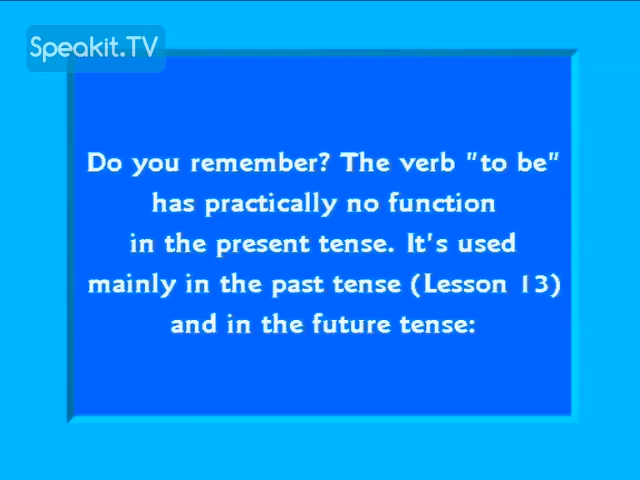 Speakit.TV
Do you remember? The verb "to be"
has practically no function
in the present tense. It's used
mainly in the past tense (Lesson 13)
and in the future tense: